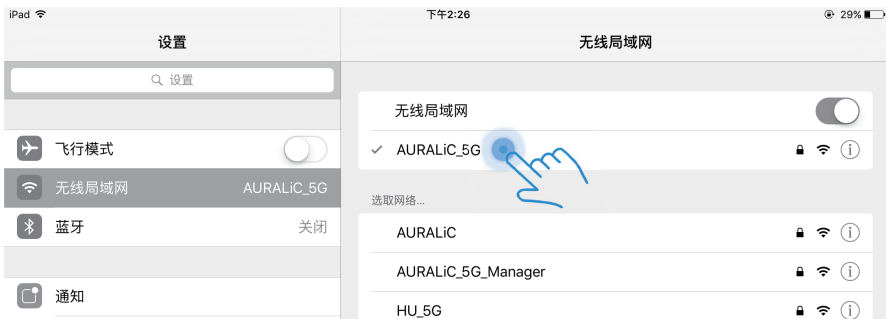 iPad 下午2:26 29%
设置
设置
飞行模式
无线局域网 AURALiC_5G
蓝牙 关闭
通知
无线局域网
无线局域网
AURALiC_5G
选取网络...
AURALiC
AURALiC_5G_Manager
HU_5G